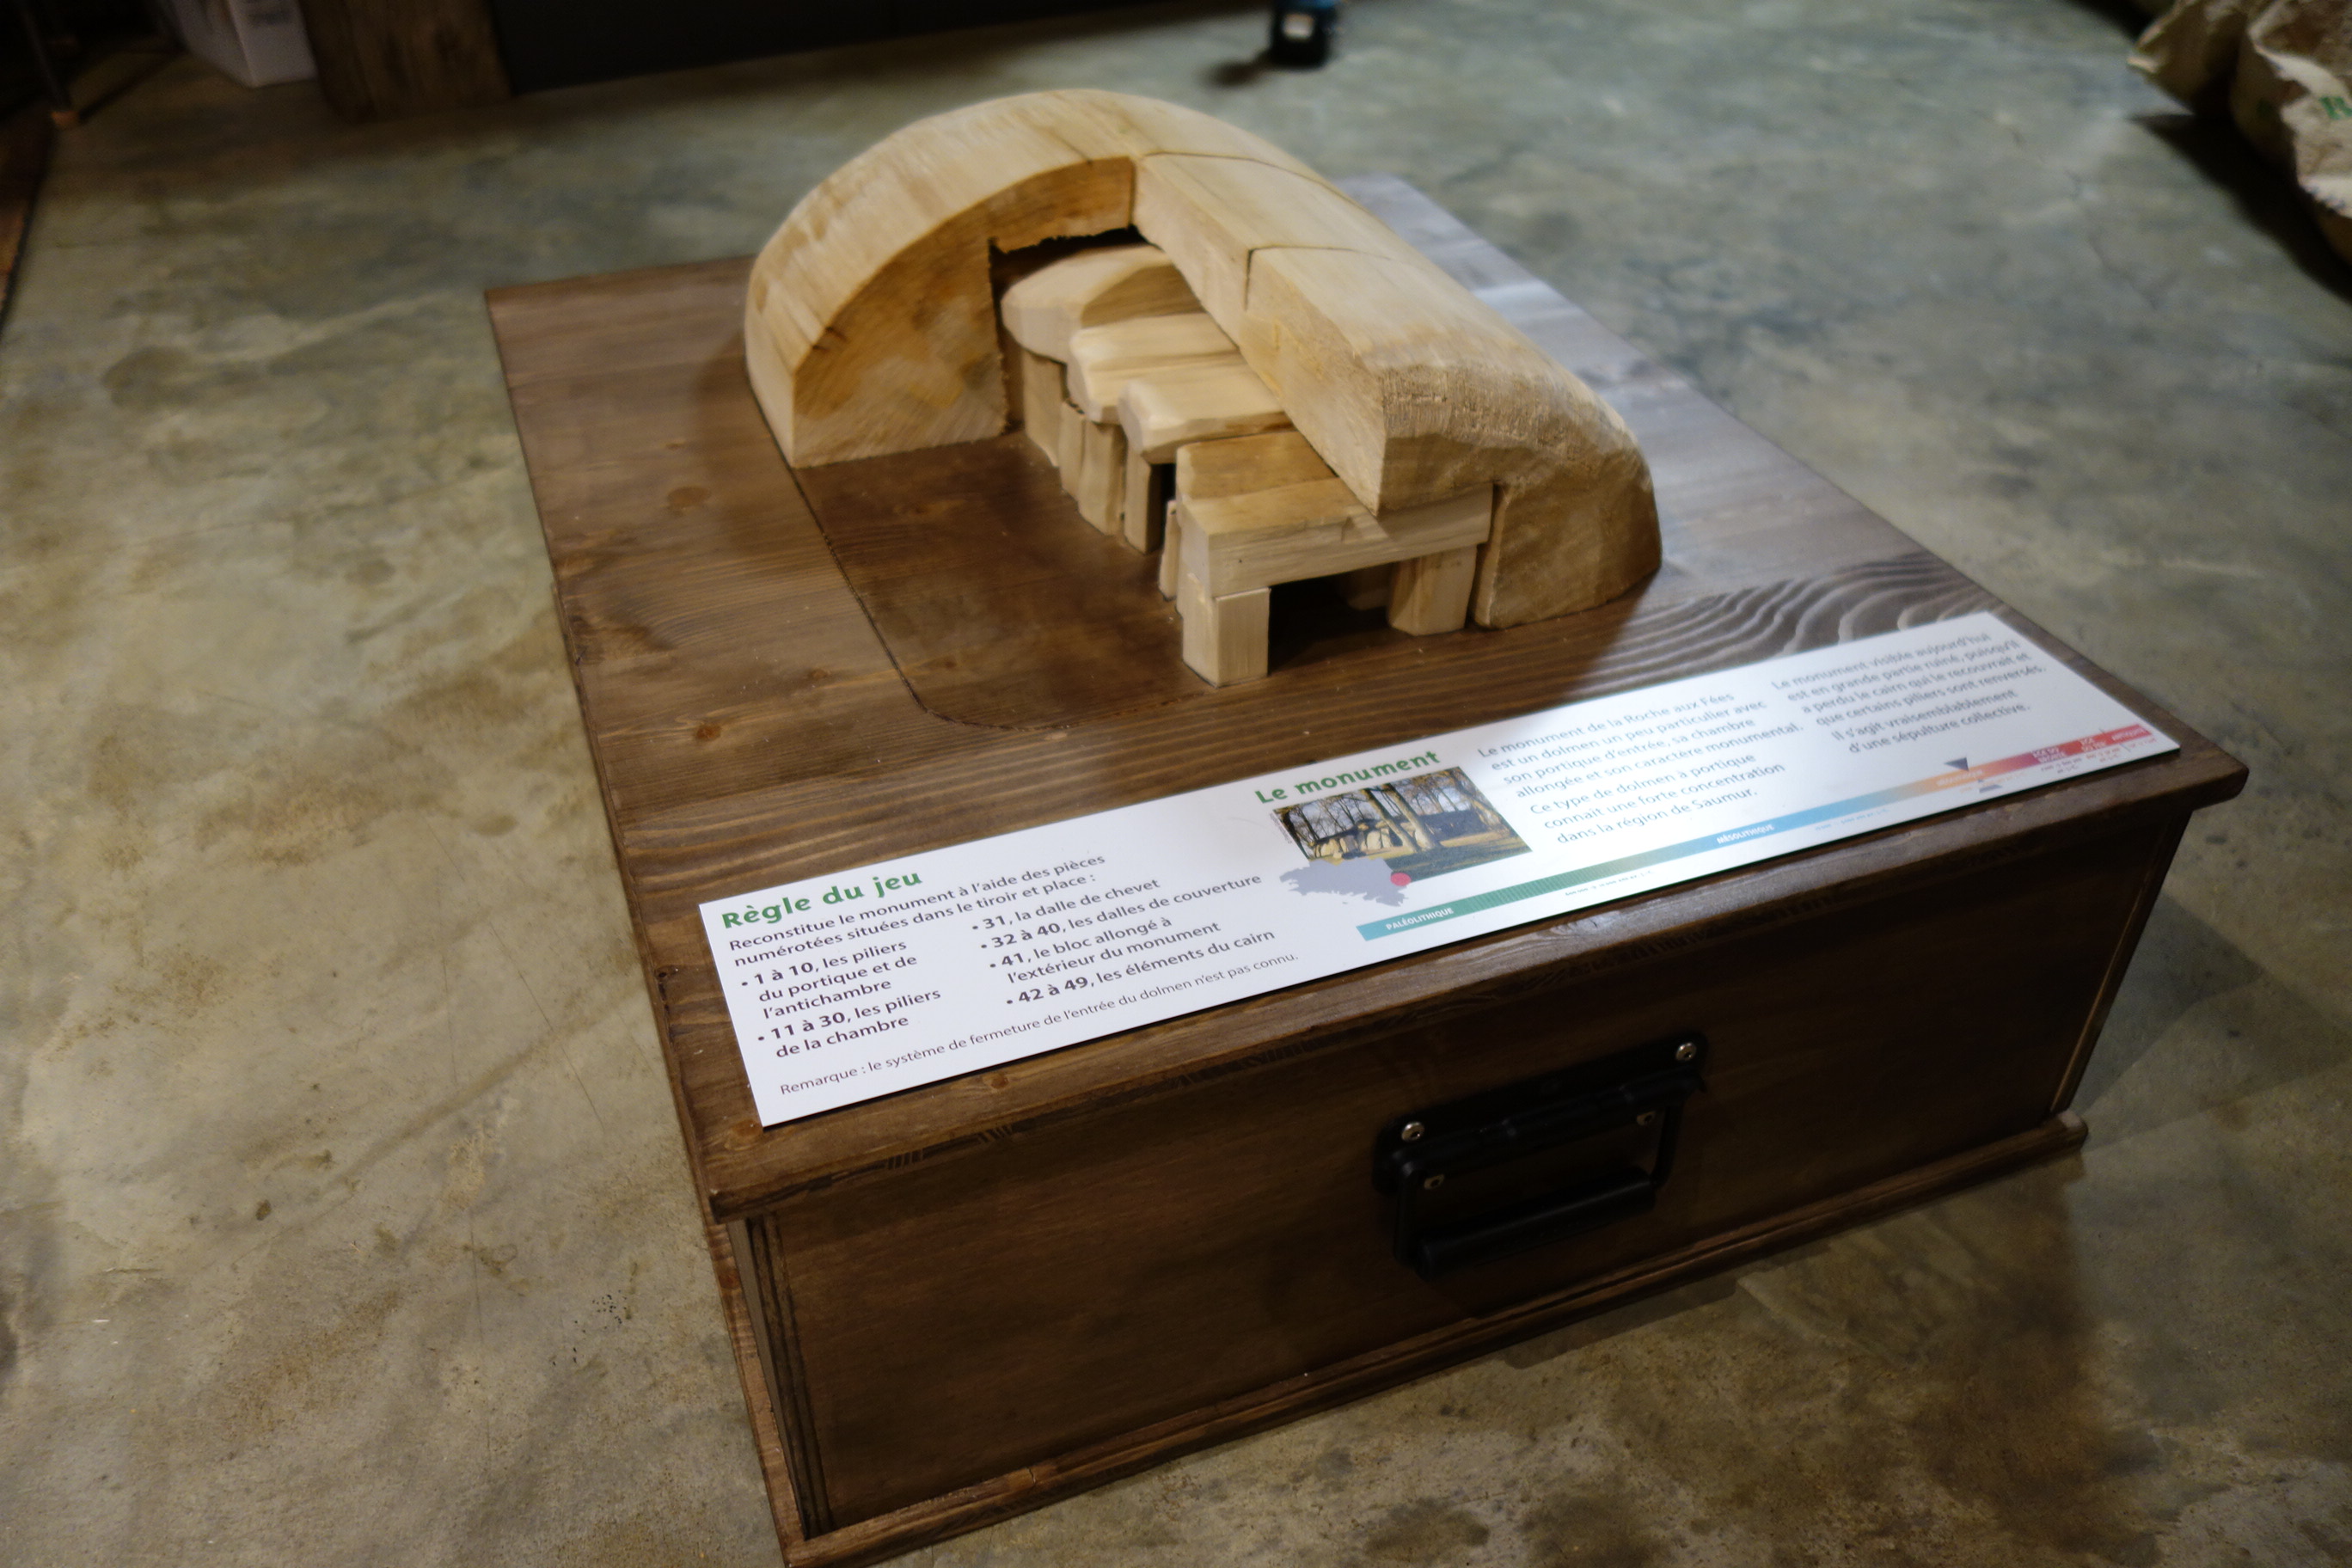 Règle du jeu
Reconstitue le monument à l'aide des pièces
numérotées situées dans le tiroir et place :
• 1 à 10, les piliers
du portique et de
l'antichambre
• 11 à 30, les piliers
de la chambre
• 31, la dalle de chevet
• 32 à 40, les dalles de couverture
• 41, le bloc allongé à
l'extérieur du monument
• 42 à 49, les éléments du cairn
Remarque : le système de fermeture de l'entrée du dolmen n'est pas connu.
Le monument
Le monument de la Roche aux Fées
est un dolmen un peu particulier avec
son portique d'entrée, sa chambre
allongée et son caractère monumental.
Ce type de dolmen à portique
connait une forte concentration
dans la région de Saumur.
Le monument visible aujourd'hui
est en grande partie ruiné, puisqu'il
a perdu le cairn qui le recouvrait et
que certains piliers sont renversés.
Il s'agit vraisemblablement
d'une sépulture collective.
PALÉOLITHIQUE
MÉSOLITHIQUE